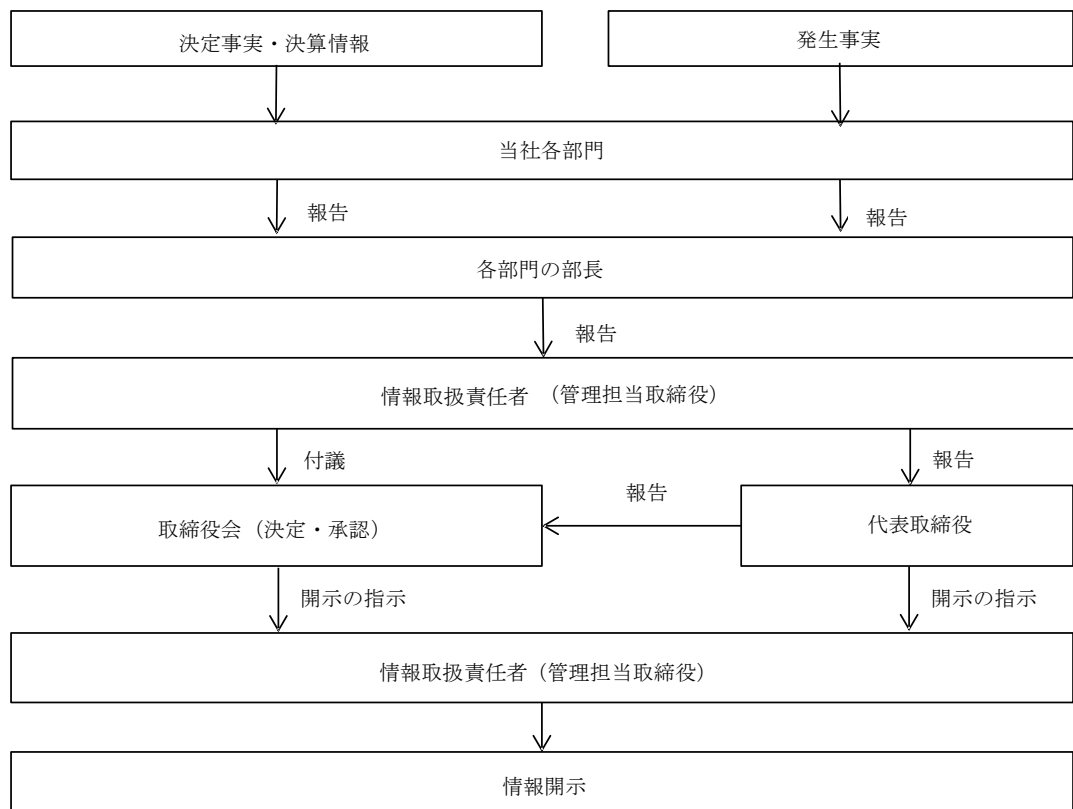 決定事実・決算情報
発生事実
当社各部門
報告
報告
各部門の部長
報告
情報取扱責任者 (管理担当取締役)
付議
報告
報告
取締役会(決定・承認)
代表取締役
開示の指示
開示の指示
情報取扱責任者(管理担当取締役)
情報開示